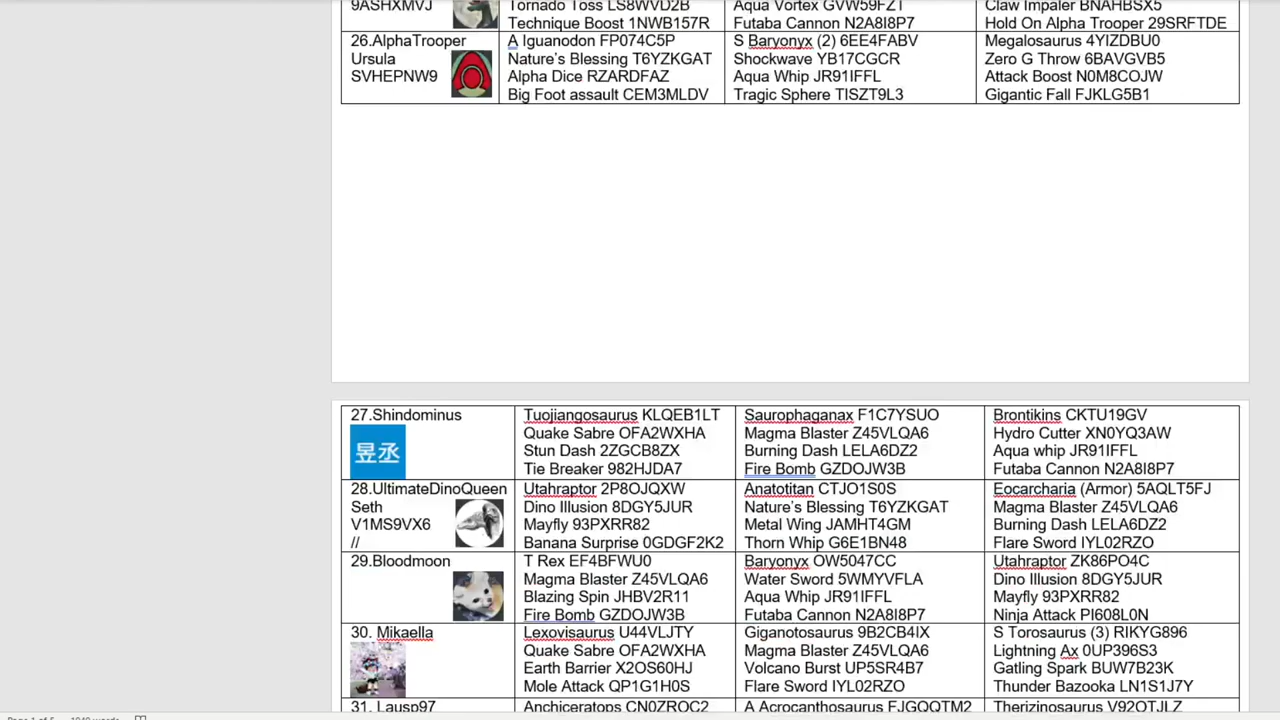 9ASHXMVJ
Tornado Toss LS8WVD2B
Technique Boost 1NWB157R
Aqua Vortex GVW59FZT
Futaba Cannon N2A8I8P7
Claw Impaler BNAHBSX5
Hold On Alpha Trooper 29SRFTDE
26.AlphaTrooper
Ursula
SVHEPNW9
A Iguanodon FP074C5P
Nature's Blessing T6YZKGAT
Alpha Dice RZARDFAZ
Big Foot assault CEM3MLDV
S Baryonyx (2) 6EE4FABV
Shockwave YB17CGCR
Aqua Whip JR91IFFL
Tragic Sphere TISZT9L3
Megalosaurus 4YIZDBU0
Zero G Throw 6BAVGVB5
Attack Boost N0M8COJW
Gigantic Fall FJKLG5B1
27.Shindominus
昱丞
Tuojiangosaurus KLQEB1LT
Quake Sabre OFA2WXHA
Stun Dash 2ZGCB8ZX
Tie Breaker 982HJDA7
Saurophaganax F1C7YSUO
Magma Blaster Z45VLQA6
Burning Dash LELA6DZ2
Fire Bomb GZDOJW3B
Brontikins CKTU19GV
Hydro Cutter XN0YQ3AW
Aqua whip JR91IFFL
Futaba Cannon N2A8I8P7
28.UltimateDinoQueen
Seth
V1MS9VX6
//
Utahraptor 2P8OJQXW
Dino Illusion 8DGY5JUR
Mayfly 93PXRR82
Banana Surprise 0GDGF2K2
Anatotitan CTJO1S0S
Nature's Blessing T6YZKGAT
Metal Wing JAMHT4GM
Thorn Whip G6E1BN48
Eocarcharia (Armor) 5AQLT5FJ
Magma Blaster Z45VLQA6
Burning Dash LELA6DZ2
Flare Sword IYL02RZO
29.Bloodmoon
T Rex EF4BFWU0
Magma Blaster Z45VLQA6
Blazing Spin JHBV2R11
Fire Bomb GZDOJW3B
Baryonyx OW5047CC
Water Sword 5WMYVFLA
Aqua Whip JR91IFFL
Futaba Cannon N2A8I8P7
Utahraptor ZK86PO4C
Dino Illusion 8DGY5JUR
Mayfly 93PXRR82
Ninja Attack PI608L0N
30. Mikaella
Lexovisaurus U44VLJTY
Quake Sabre OFA2WXHA
Earth Barrier X2OS60HJ
Mole Attack QP1G1H0S
Giganotosaurus 9B2CB4IX
Magma Blaster Z45VLQA6
Volcano Burst UP5SR4B7
Flare Sword IYL02RZO
S Torosaurus (3) RIKYG896
Lightning Ax 0UP396S3
Gatling Spark BUW7B23K
Thunder Bazooka LN1S1J7Y
31. Lausp97
Anchiceratops CN0ZROC2
A Acrocanthosaurus FJGQQTM2
Therizinosaurus V92OTJLZ